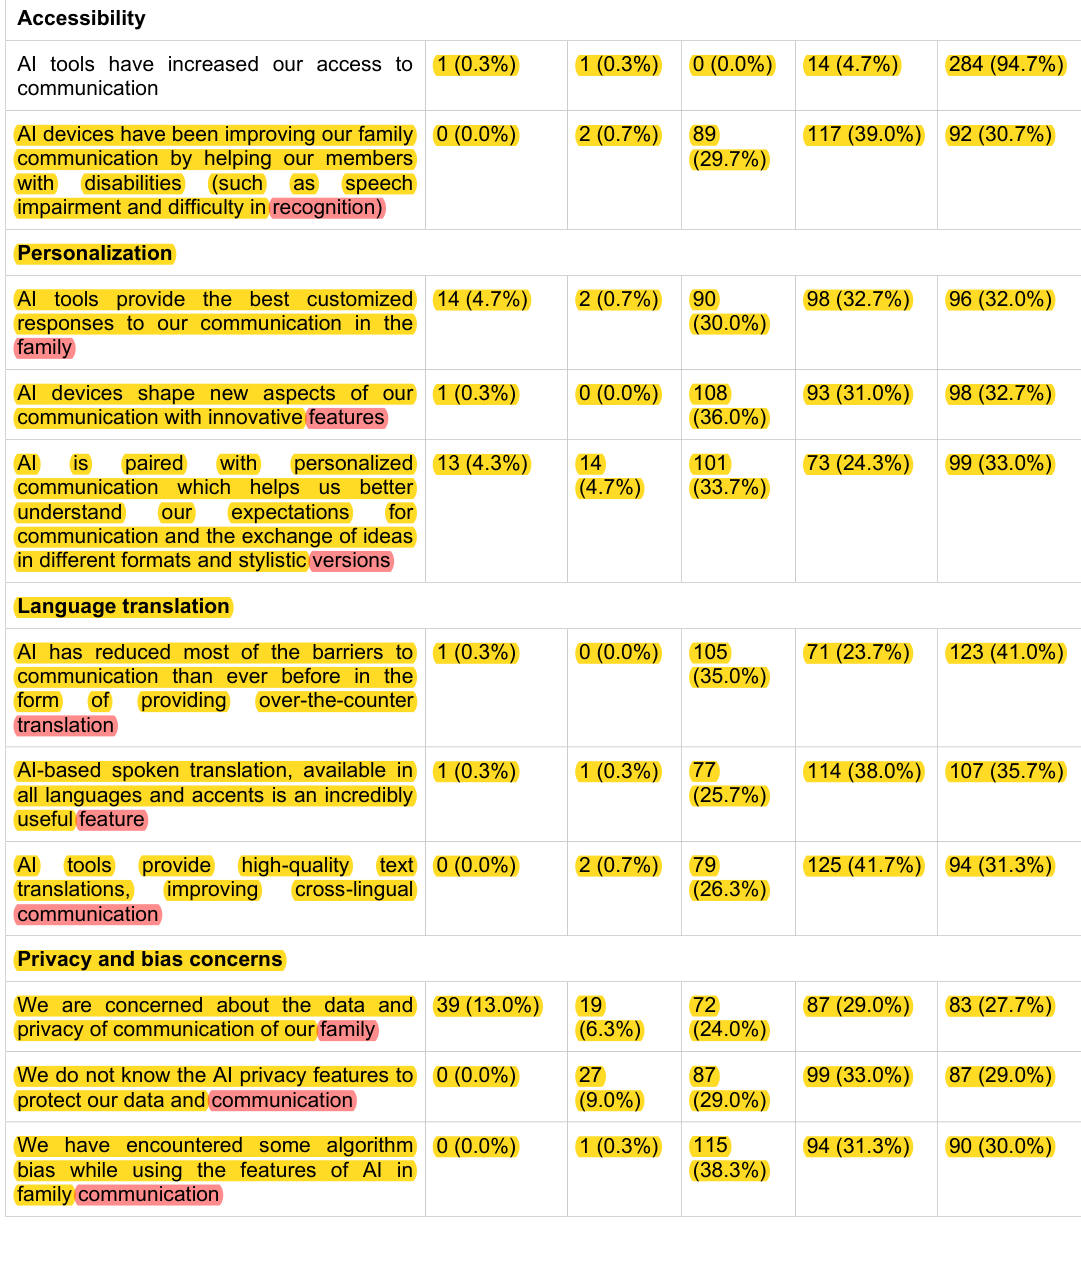 Accessibility
AI tools have increased our access to communication 1 (0.3%) 1 (0.3%) 0 (0.0%) 14 (4.7%) 284 (94.7%)
AI devices have been improving our family communication by helping our members with disabilities (such as speech impairment and difficulty in recognition) 0 (0.0%) 2 (0.7%) 89 (29.7%) 117 (39.0%) 92 (30.7%)
Personalization
AI tools provide the best customized responses to our communication in the family 14 (4.7%) 2 (0.7%) 90 (30.0%) 98 (32.7%) 96 (32.0%)
AI devices shape new aspects of our communication with innovative features 1 (0.3%) 0 (0.0%) 108 (36.0%) 93 (31.0%) 98 (32.7%)
AI is paired with personalized communication which helps us better understand our expectations for communication and the exchange of ideas in different formats and stylistic versions 13 (4.3%) 14 (4.7%) 101 (33.7%) 73 (24.3%) 99 (33.0%)
Language translation
AI has reduced most of the barriers to communication than ever before in the form of providing over-the-counter translation 1 (0.3%) 0 (0.0%) 105 (35.0%) 71 (23.7%) 123 (41.0%)
AI-based spoken translation, available in all languages and accents is an incredibly useful feature 1 (0.3%) 1 (0.3%) 77 (25.7%) 114 (38.0%) 107 (35.7%)
AI tools provide high-quality text translations, improving cross-lingual communication 0 (0.0%) 2 (0.7%) 79 (26.3%) 125 (41.7%) 94 (31.3%)
Privacy and bias concerns
We are concerned about the data and privacy of communication of our family 39 (13.0%) 19 (6.3%) 72 (24.0%) 87 (29.0%) 83 (27.7%)
We do not know the AI privacy features to protect our data and communication 0 (0.0%) 27 (9.0%) 87 (29.0%) 99 (33.0%) 87 (29.0%)
We have encountered some algorithm bias while using the features of AI in family communication 0 (0.0%) 1 (0.3%) 115 (38.3%) 94 (31.3%) 90 (30.0%)